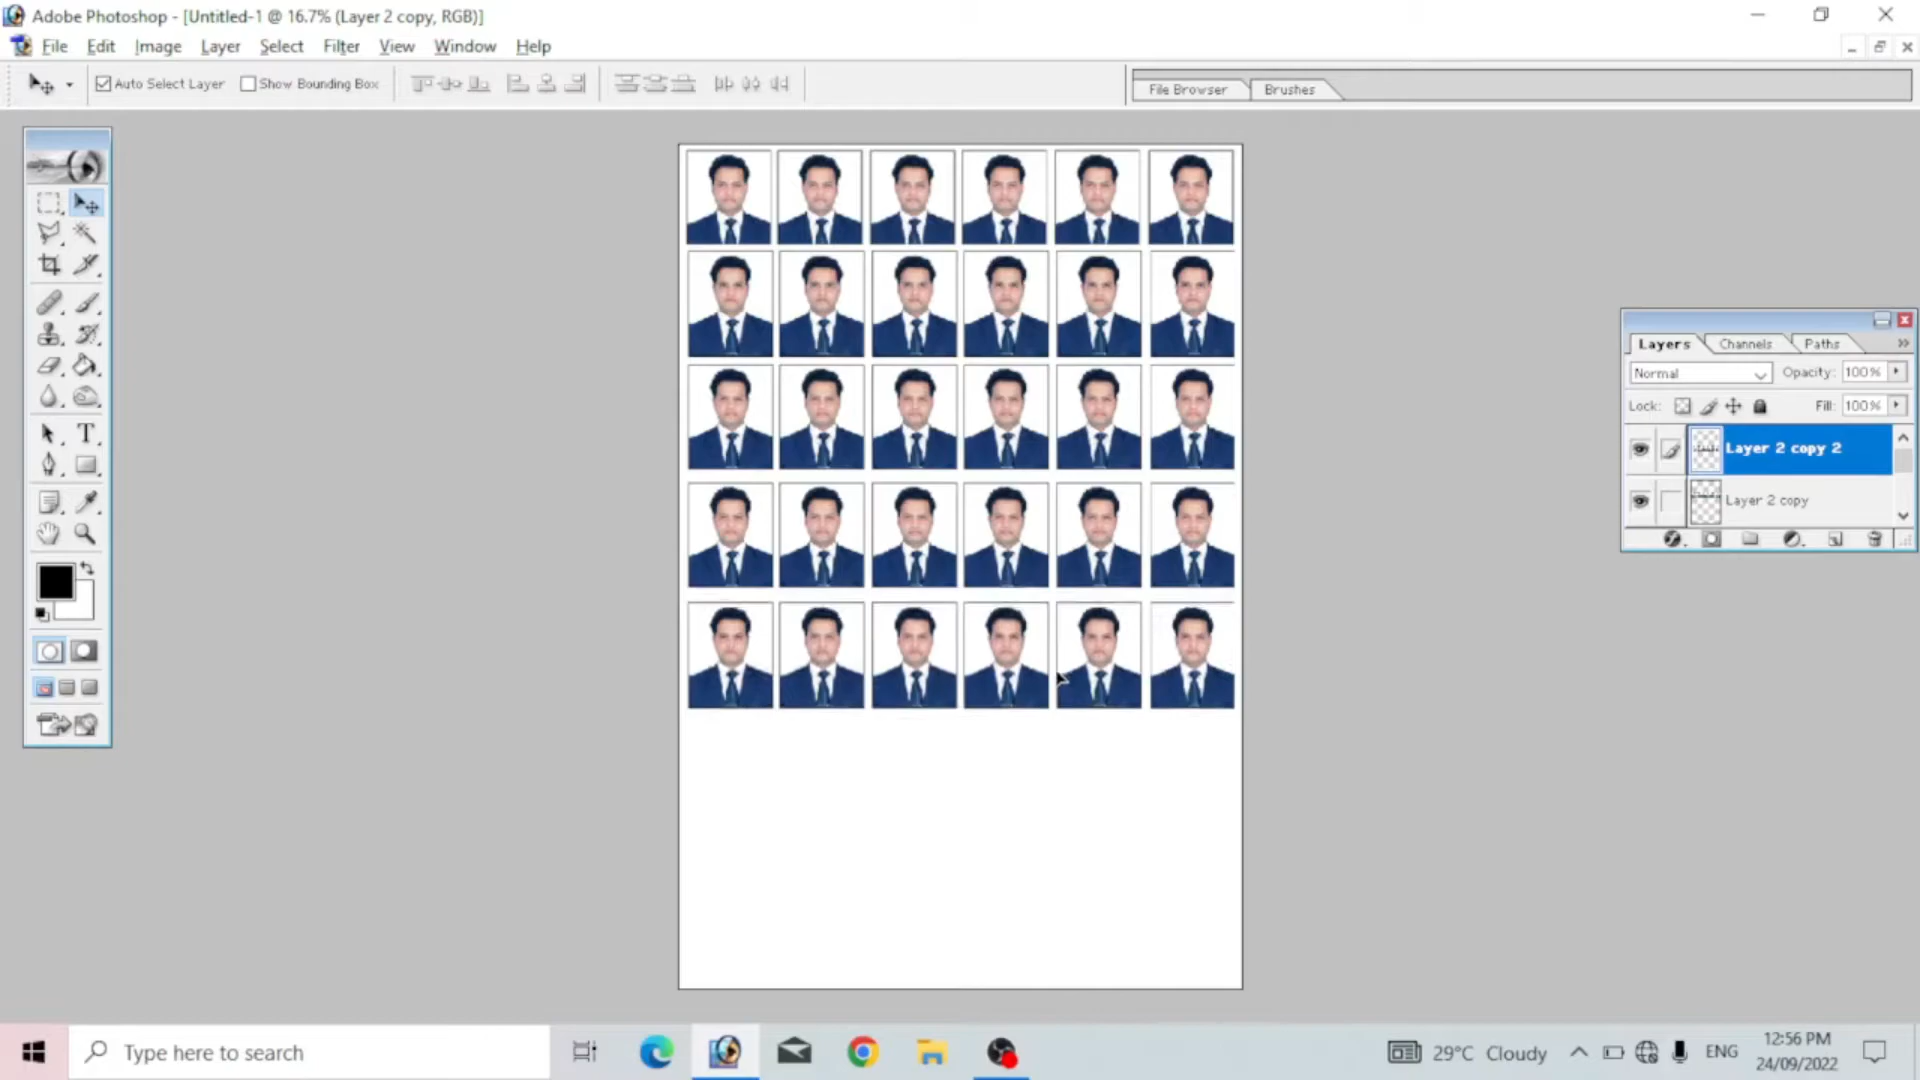 Adobe Photoshop - [Untitled-1 @ 16.7% (Layer 2 copy, RGB)]
File Edit Image Layer Select Filter View Window Help
Auto Select Layer Show Bounding Box File Browser Brushes
Layers Channels Paths
Normal Opacity: 100%
Lock: Fill: 100%
Layer 2 copy 2
Layer 2 copy
Type here to search
29°C Cloudy ENG 12:56 PM
24/09/2022